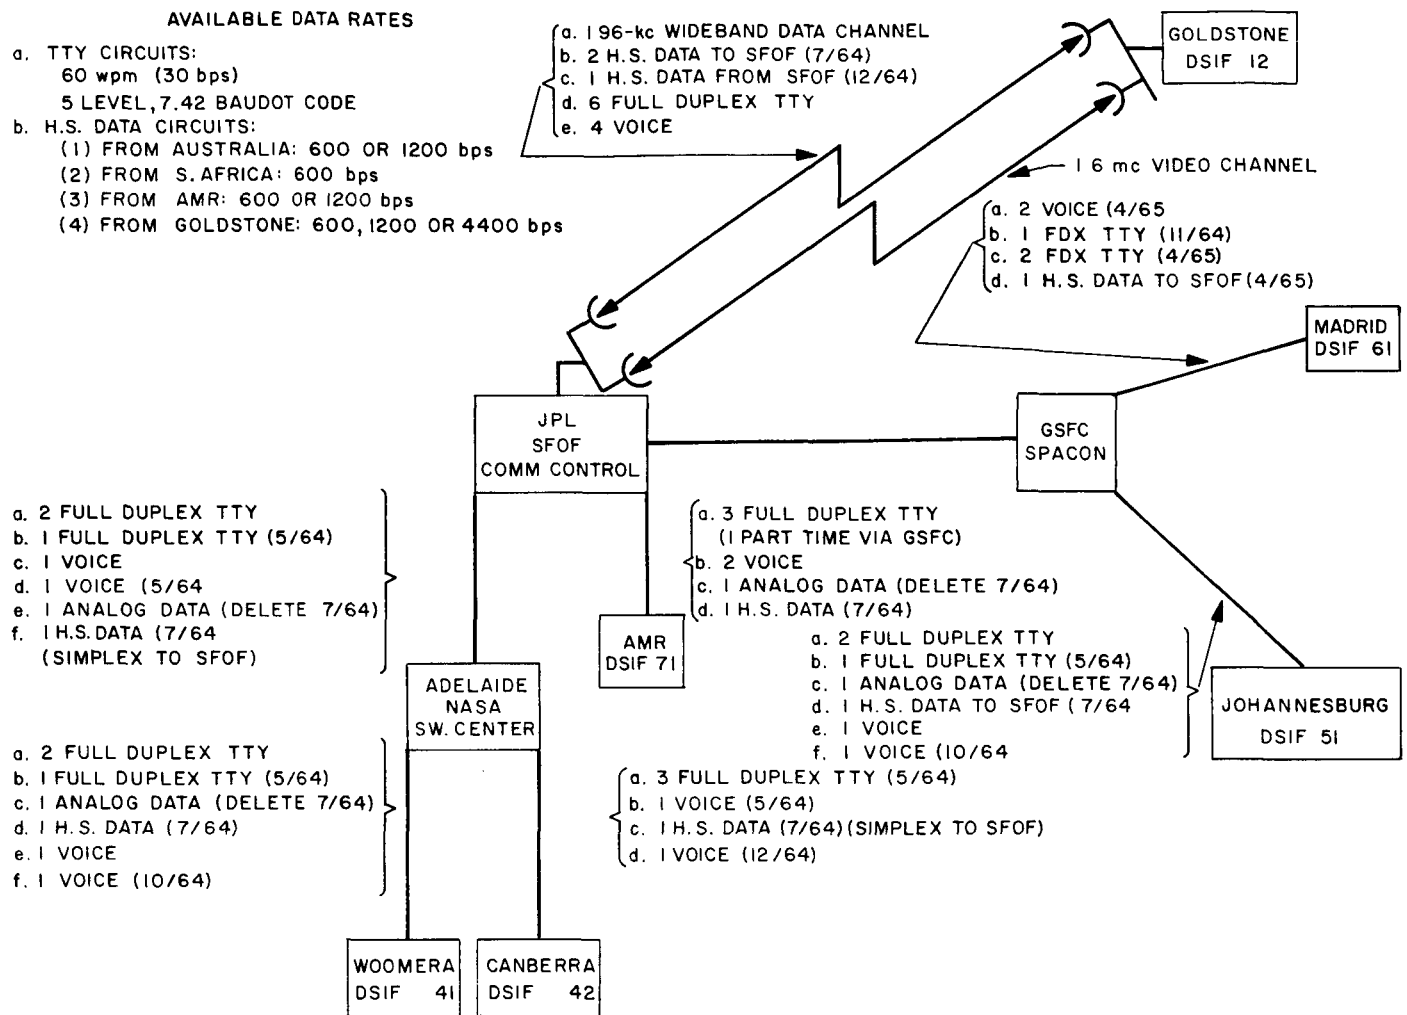 AVAILABLE DATA RATES
a. TTY CIRCUITS:
60 wpm (30 bps)
5 LEVEL, 7.42 BAUDOT CODE
b. H.S. DATA CIRCUITS:
(1) FROM AUSTRALIA: 600 OR 1200 bps
(2) FROM S. AFRICA: 600 bps
(3) FROM AMR: 600 OR 1200 bps
(4) FROM GOLDSTONE: 600, 1200 OR 4400 bps
a. 1 96-kc WIDEBAND DATA CHANNEL
b. 2 H.S. DATA TO SFOF (7/64)
c. 1 H.S. DATA FROM SFOF (12/64)
d. 6 FULL DUPLEX TTY
e. 4 VOICE
GOLDSTONE
DSIF 12
1 6 mc VIDEO CHANNEL
a. 2 VOICE (4/65
b. 1 FDX TTY (11/64)
c. 2 FDX TTY (4/65)
d. 1 H.S. DATA TO SFOF (4/65)
MADRID
DSIF 61
JPL
SFOF
COMM CONTROL
GSFC
SPACON
a. 2 FULL DUPLEX TTY
b. 1 FULL DUPLEX TTY (5/64)
c. 1 VOICE
d. 1 VOICE (5/64
e. 1 ANALOG DATA (DELETE 7/64)
f. 1 H.S. DATA (7/64
(SIMPLEX TO SFOF)
a. 3 FULL DUPLEX TTY
(1 PART TIME VIA GSFC)
b. 2 VOICE
c. 1 ANALOG DATA (DELETE 7/64)
d. 1 H.S. DATA (7/64)
AMR
DSIF 71
a. 2 FULL DUPLEX TTY
b. 1 FULL DUPLEX TTY (5/64)
c. 1 ANALOG DATA (DELETE 7/64)
d. 1 H.S. DATA TO SFOF (7/64
e. 1 VOICE
f. 1 VOICE (10/64
JOHANNESBURG
DSIF 51
ADELAIDE
NASA
SW. CENTER
a. 2 FULL DUPLEX TTY
b. 1 FULL DUPLEX TTY (5/64)
c. 1 ANALOG DATA (DELETE 7/64)
d. 1 H.S. DATA (7/64)
e. 1 VOICE
f. 1 VOICE (10/64)
a. 3 FULL DUPLEX TTY (5/64)
b. 1 VOICE (5/64)
c. 1 H.S. DATA (7/64) (SIMPLEX TO SFOF)
d. 1 VOICE (12/64)
WOOMERA
DSIF 41
CANBERRA
DSIF 42